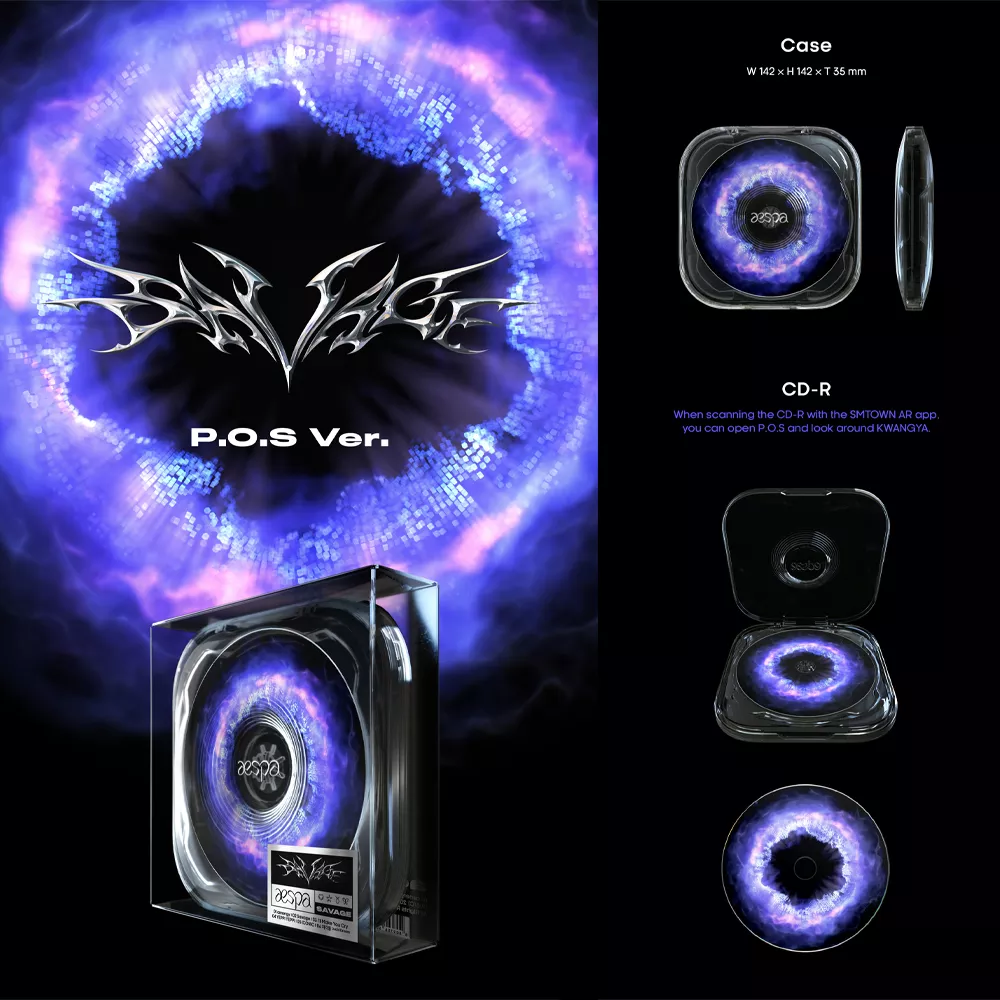 SAVAGE
P.O.S Ver.
aespa
SAVAGE
aespa
SAVAGE
Case
W 142 × H 142 × T 35 mm
aespa
CD-R
When scanning the CD-R with the SMTOWN AR app,
you can open P.O.S and look around KWANGYA.